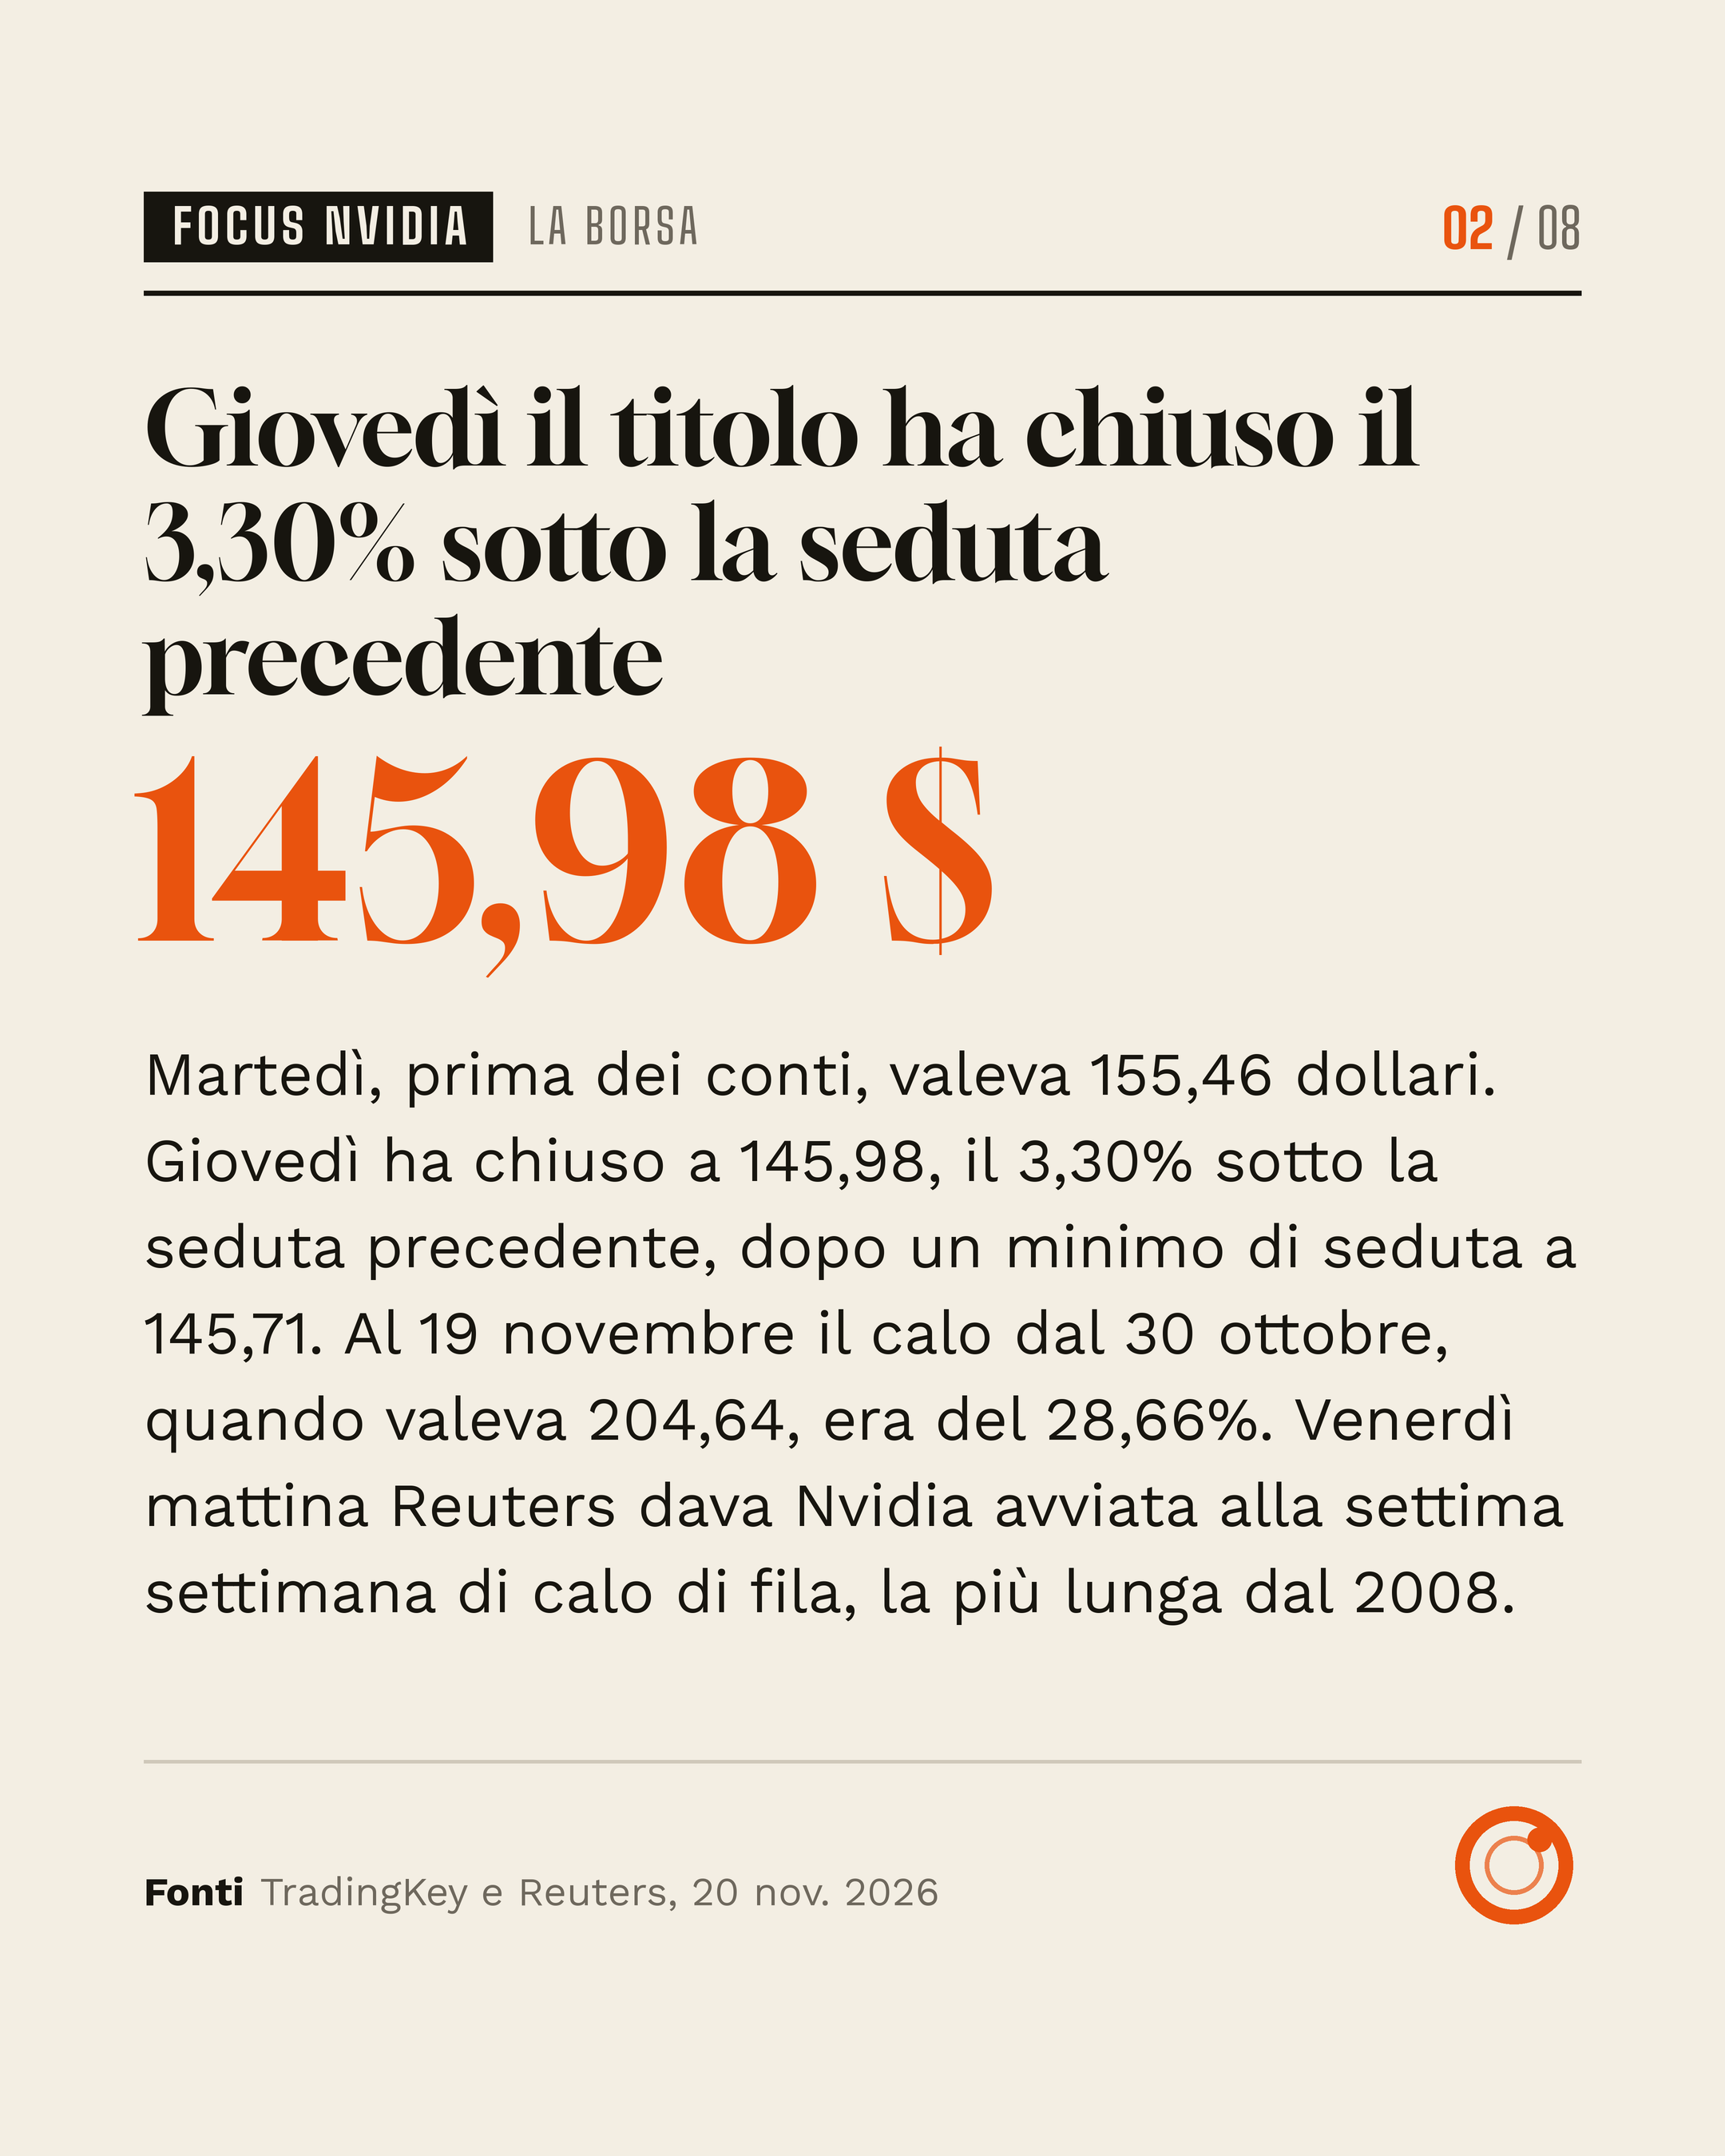 FOCUS NVIDIA LA BORSA 02 / 08
Giovedì il titolo ha chiuso il
3,30% sotto la seduta
precedente
145,98 $
Martedì, prima dei conti, valeva 155,46 dollari.
Giovedì ha chiuso a 145,98, il 3,30% sotto la
seduta precedente, dopo un minimo di seduta a
145,71. Al 19 novembre il calo dal 30 ottobre,
quando valeva 204,64, era del 28,66%. Venerdì
mattina Reuters dava Nvidia avviata alla settima
settimana di calo di fila, la più lunga dal 2008.
Fonti TradingKey e Reuters, 20 nov. 2026